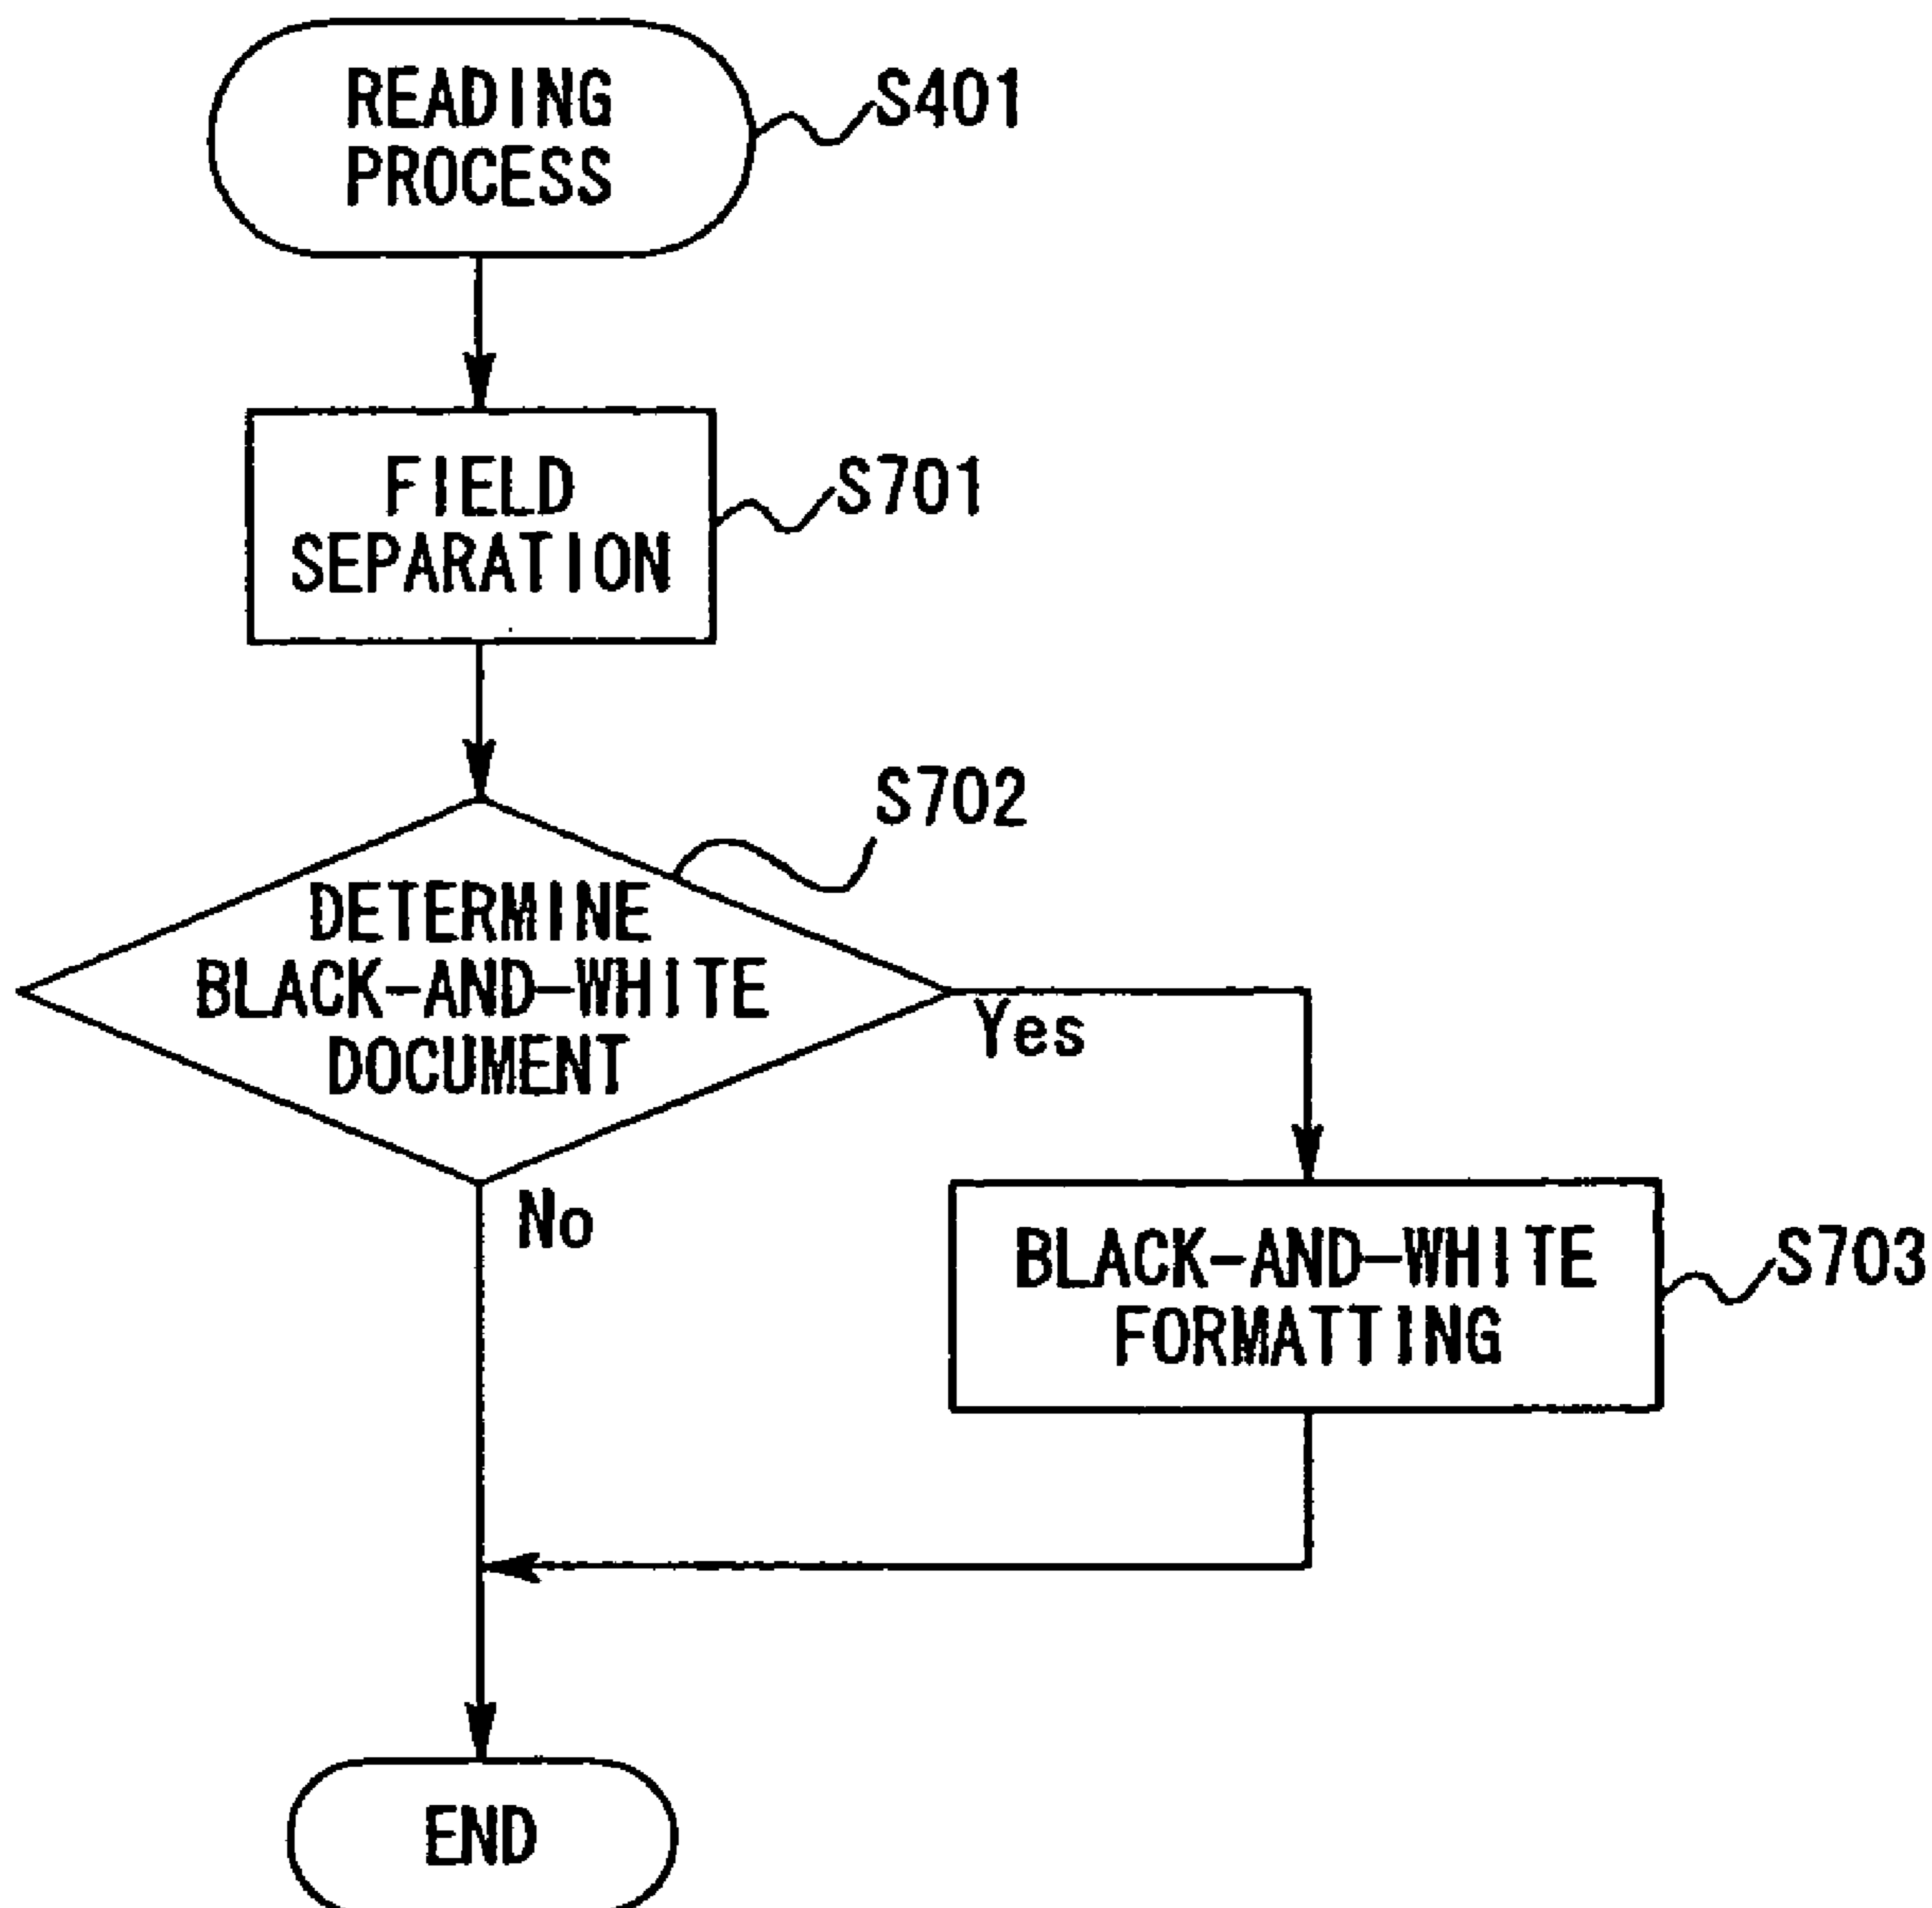 READING
PROCESS
S401
FIELD
SEPARATION
S701
S702
DETERMINE
BLACK-AND-WHITE
DOCUMENT
Yes
No
BLACK-AND-WHITE
FORMATTING
S703
END